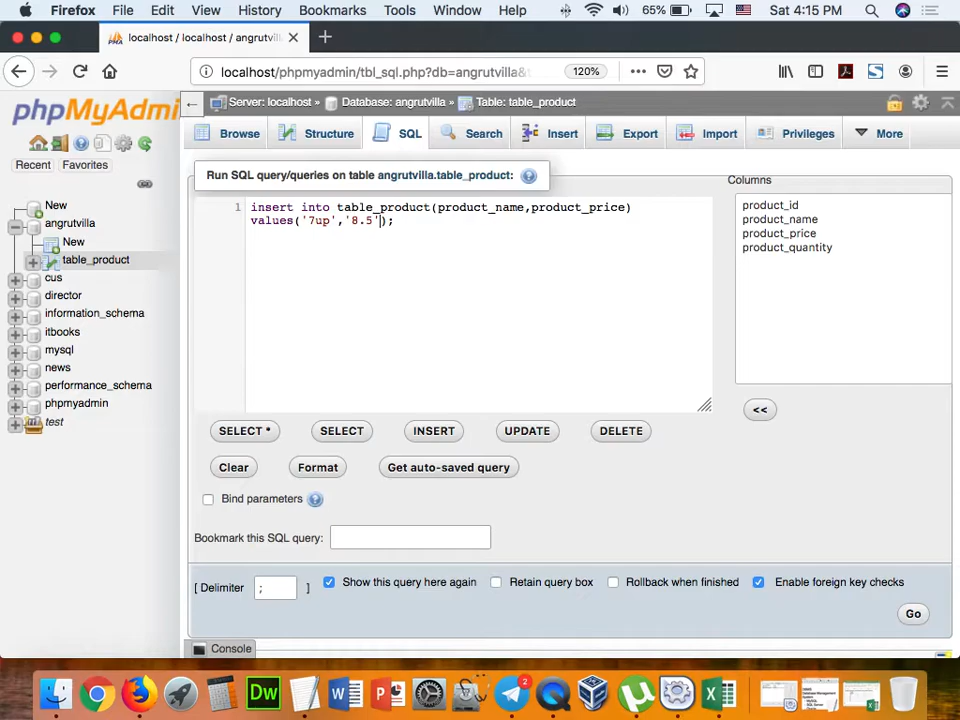 Firefox File Edit View History Bookmarks Tools Window Help 65% Sat 4:15 PM
localhost / localhost / angrutvilla
localhost/phpmyadmin/tbl_sql.php?db=angrutvilla& 120%
phpMyAdmi
Recent Favorites
New
angrutvilla
New
table_product
cus
director
information_schema
itbooks
mysql
news
performance_schema
phpmyadmin
test
Server: localhost » Database: angrutvilla » Table: table_product
Browse Structure SQL Search Insert Export Import Privileges More
Run SQL query/queries on table angrutvilla.table_product:
1 insert into table_product(product_name,product_price)
values('7up','8.5');
Columns
product_id
product_name
product_price
product_quantity
<<
SELECT * SELECT INSERT UPDATE DELETE
Clear Format Get auto-saved query
Bind parameters
Bookmark this SQL query:
[ Delimiter ; ] Show this query here again Retain query box Rollback when finished Enable foreign key checks
Go
Console
Dw W P 2 X